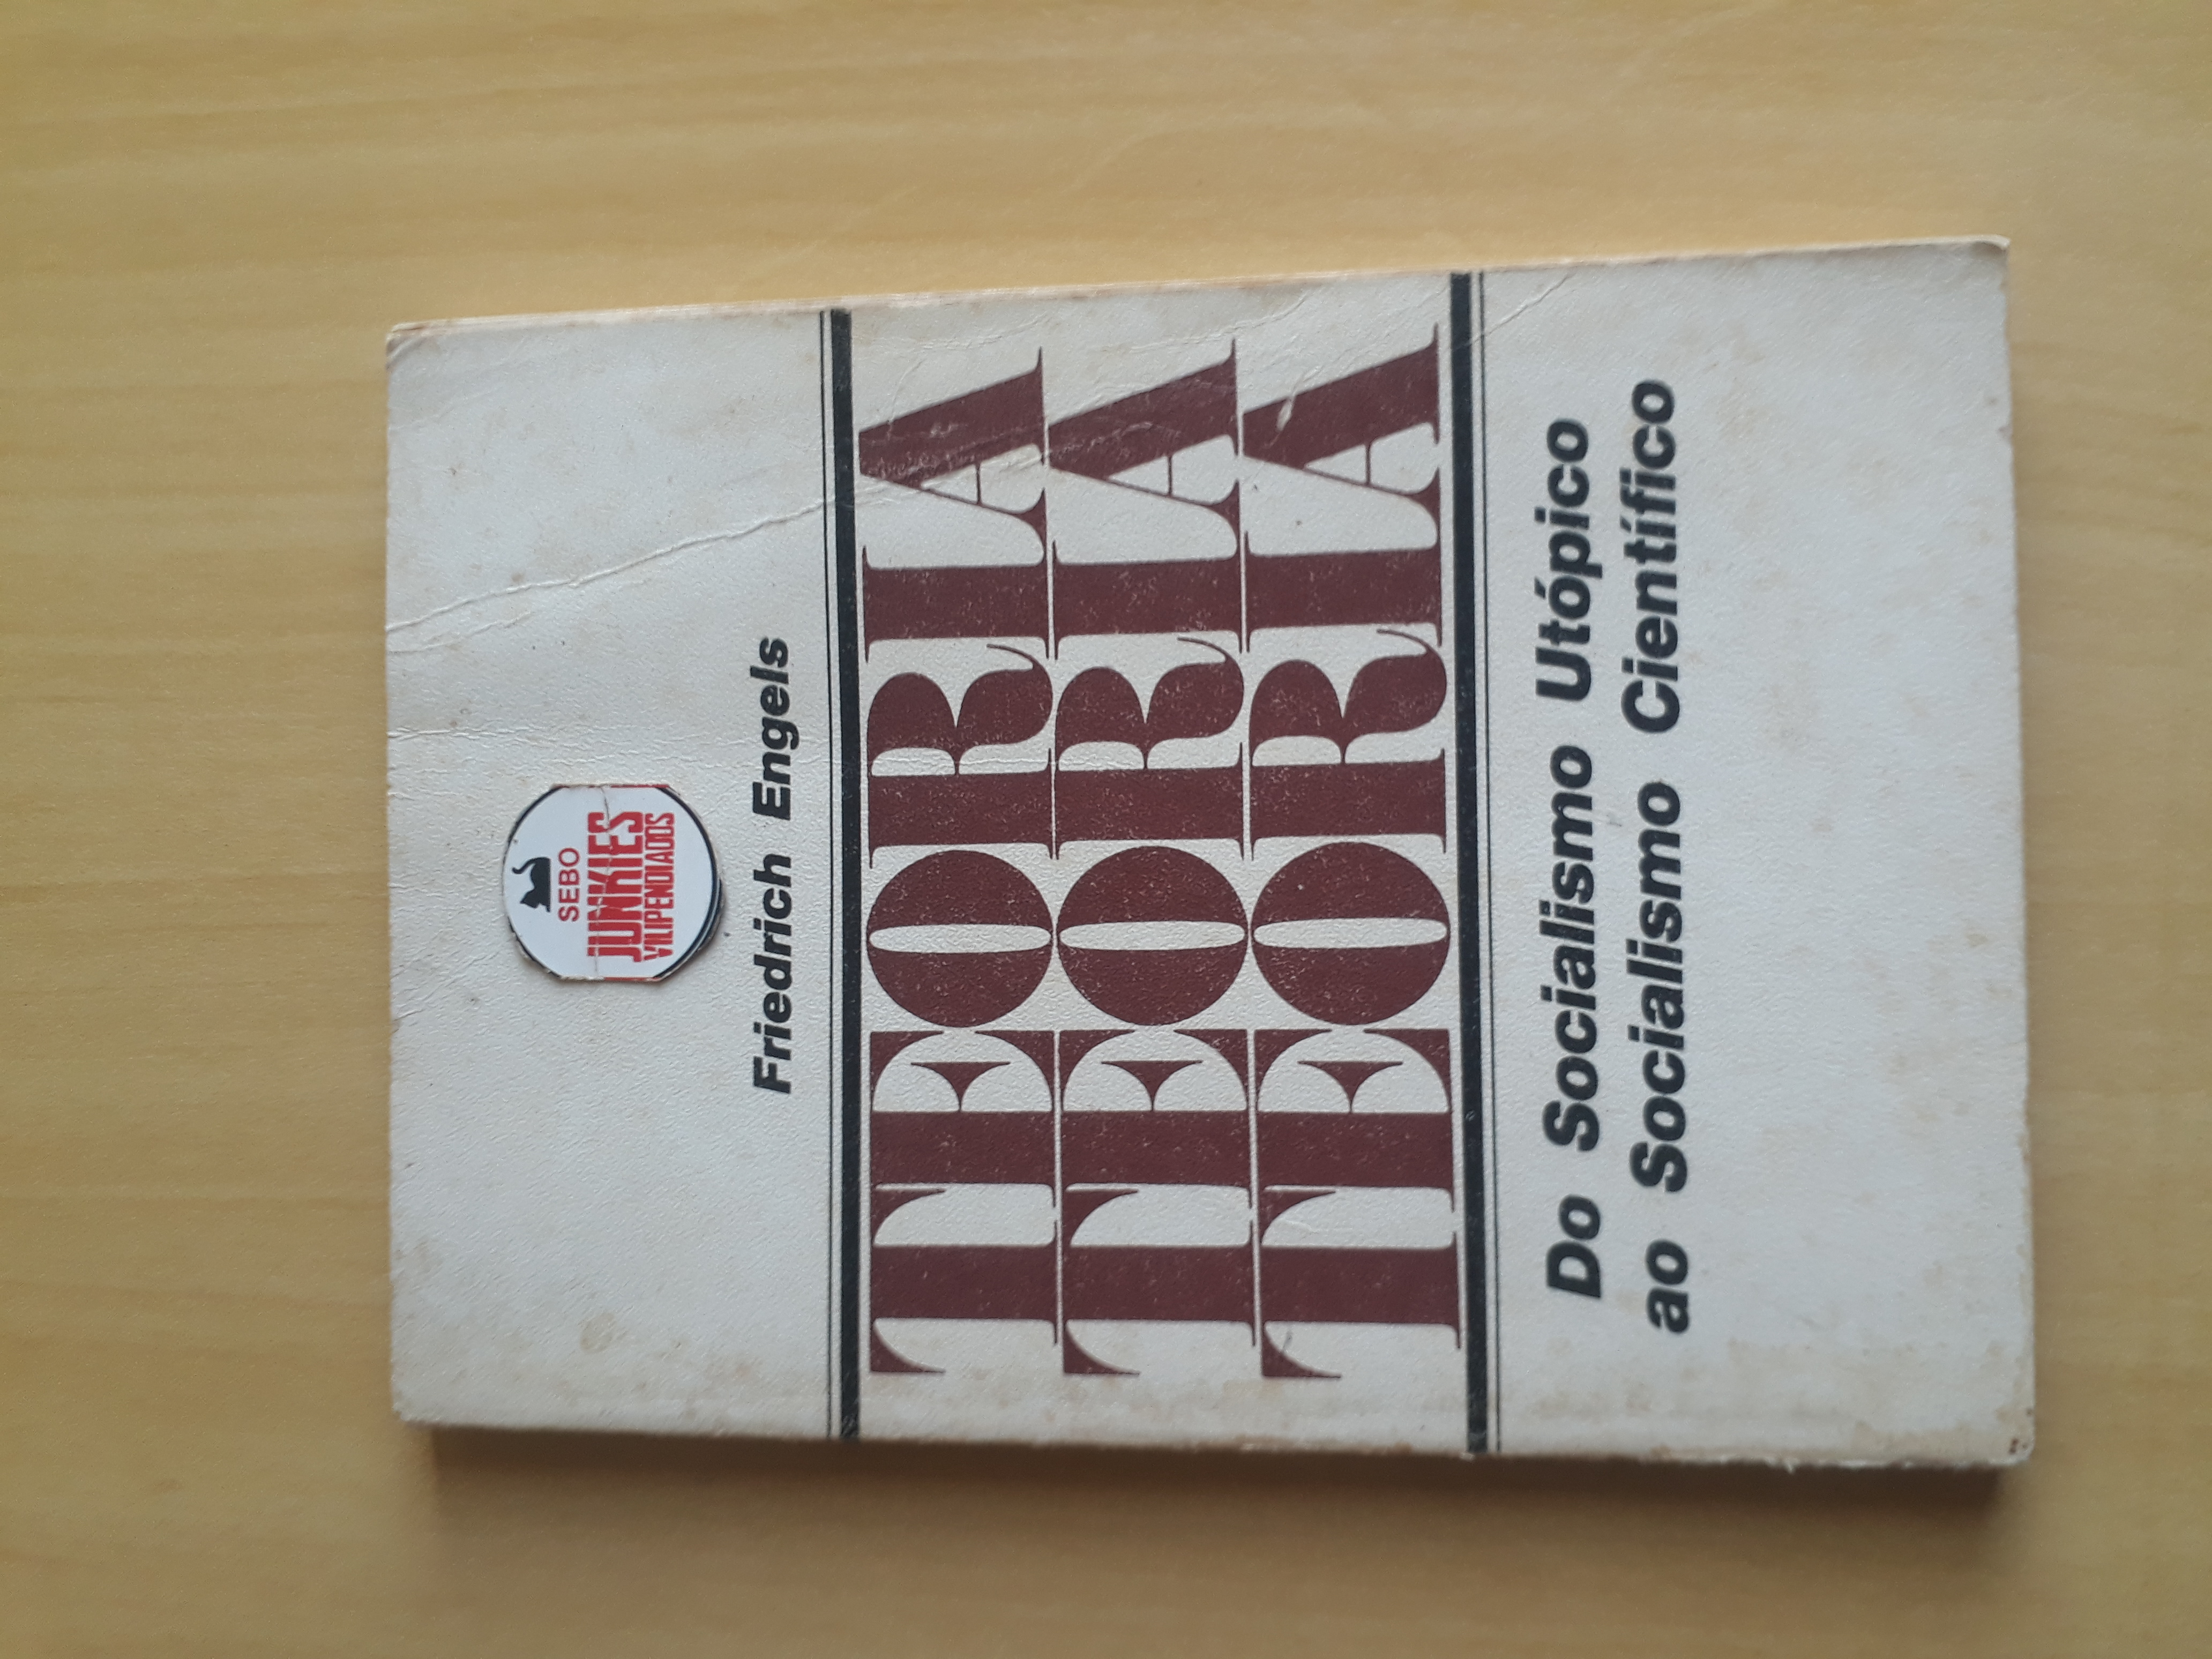 SEBO
JUNKIES
VILIPENDIADOS
Friedrich Engels
TEORIA
TEORIA
TEORIA
Do Socialismo Utópico
ao Socialismo Científico